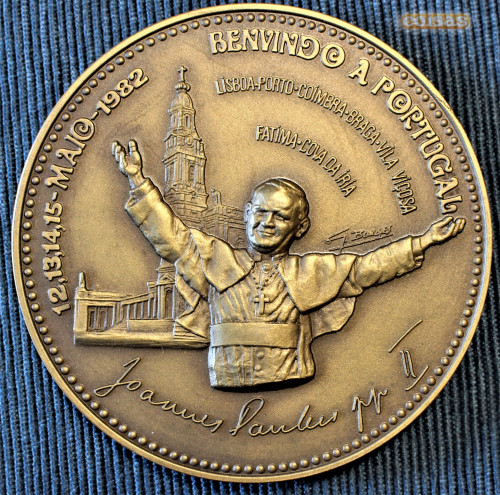 coisas
BENVINDO A PORTUGAL
12,13,14,15-MAIO-1982
LISBOA·PORTO·COIMBRA·BRAGA·VILA VIÇOSA
FATIMA·COVA DA IRIA
Joannes Paulus pp II